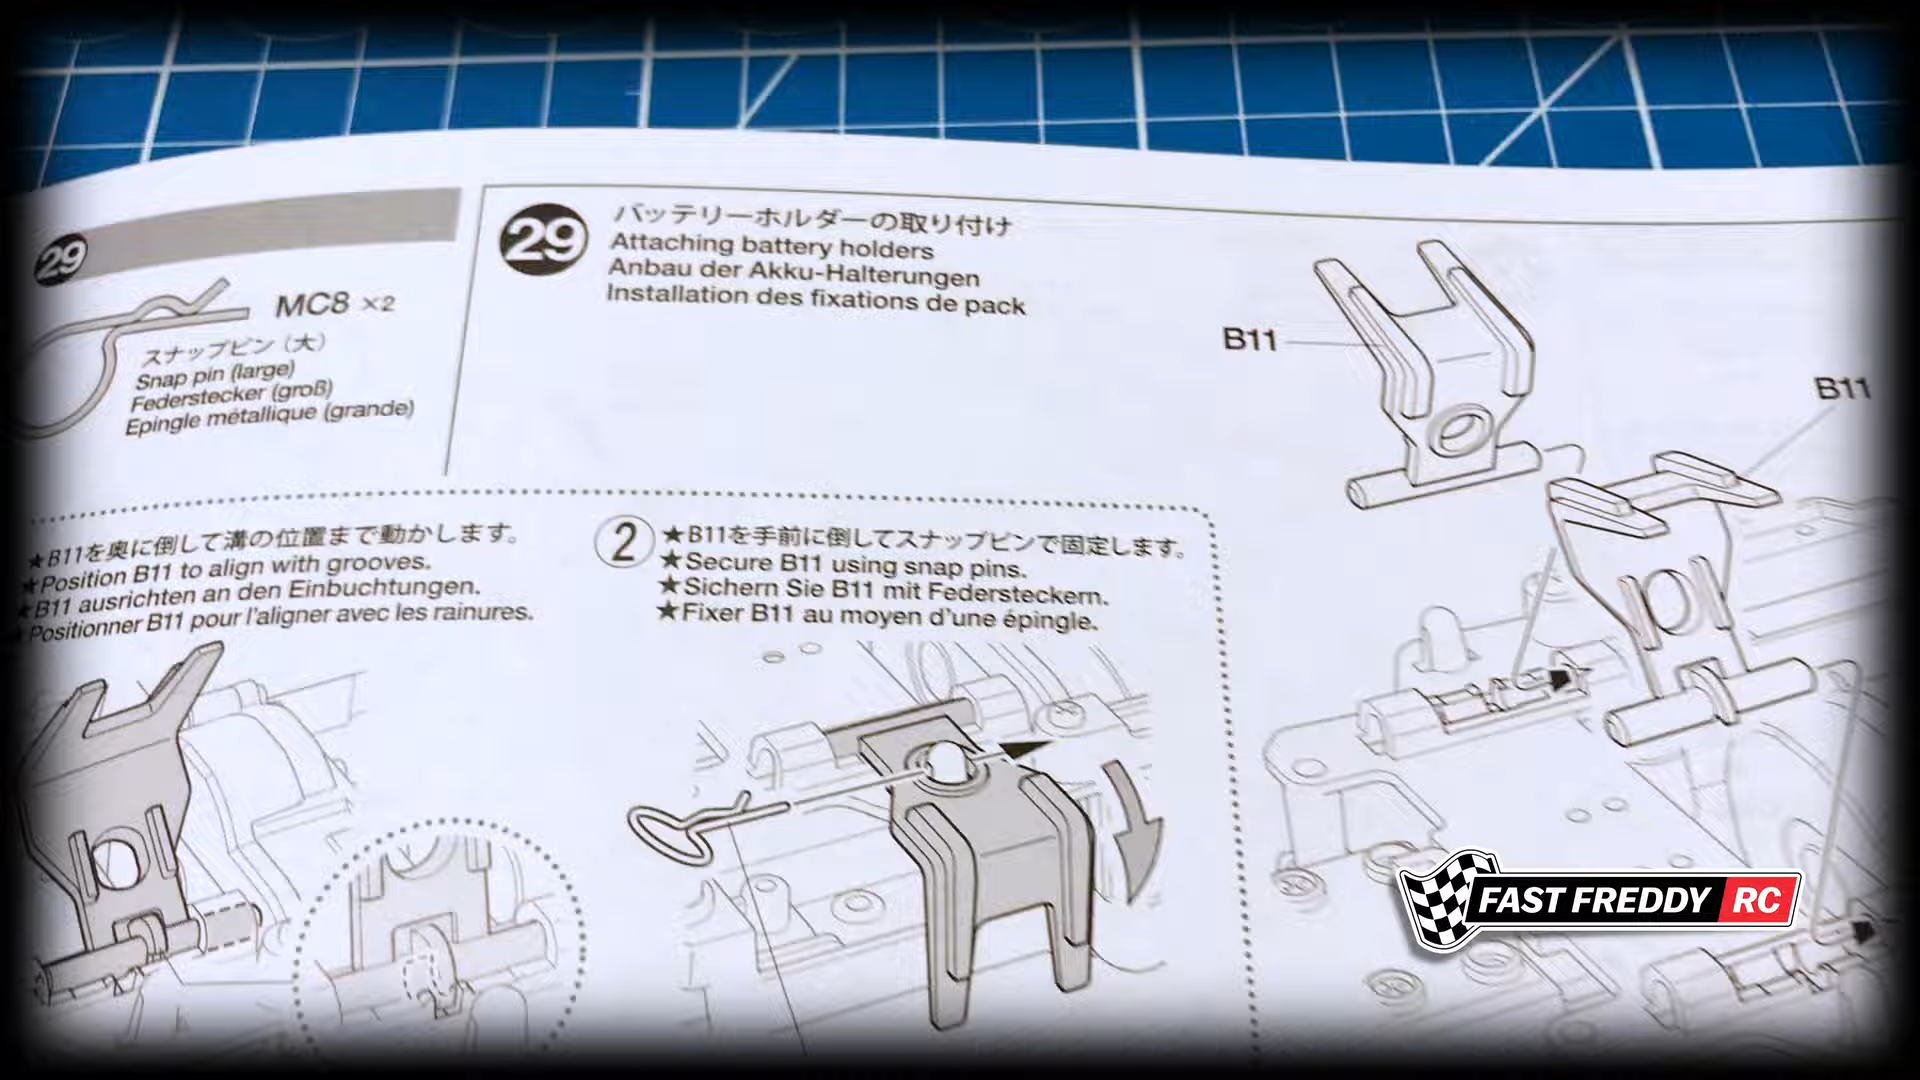 29
MC8 ×2
スナップピン（大）
Snap pin (large)
Federstecker (groß)
Epingle métallique (grande)
29
バッテリーホルダーの取り付け
Attaching battery holders
Anbau der Akku-Halterungen
Installation des fixations de pack
B11
B11
★B11を奥に倒して溝の位置まで動かします。
★Position B11 to align with grooves.
★B11 ausrichten an den Einbuchtungen.
Positionner B11 pour l'aligner avec les rainures.
2
★B11を手前に倒してスナップピンで固定します。
★Secure B11 using snap pins.
★Sichern Sie B11 mit Federsteckern.
★Fixer B11 au moyen d'une épingle.
FAST FREDDY RC